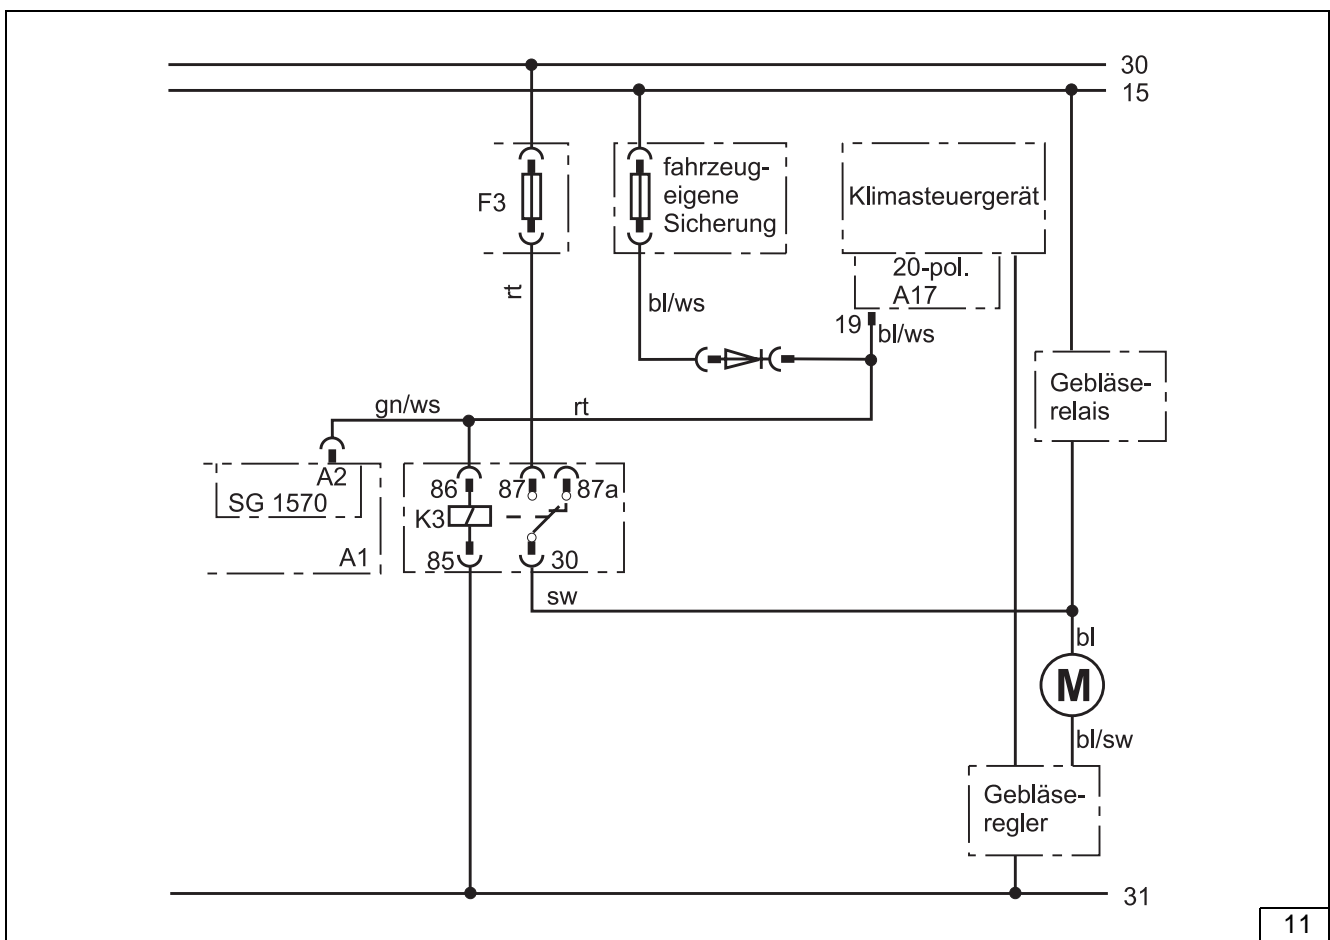 30
15
fahrzeug-
eigene
Sicherung
F3
Klimasteuergerät
20-pol.
A17
rt
bl/ws
19
bl/ws
Gebläse-
relais
gn/ws
rt
A2
SG 1570
A1
86
87
87a
K3
85
30
sw
bl
M
bl/sw
Gebläse-
regler
31
11